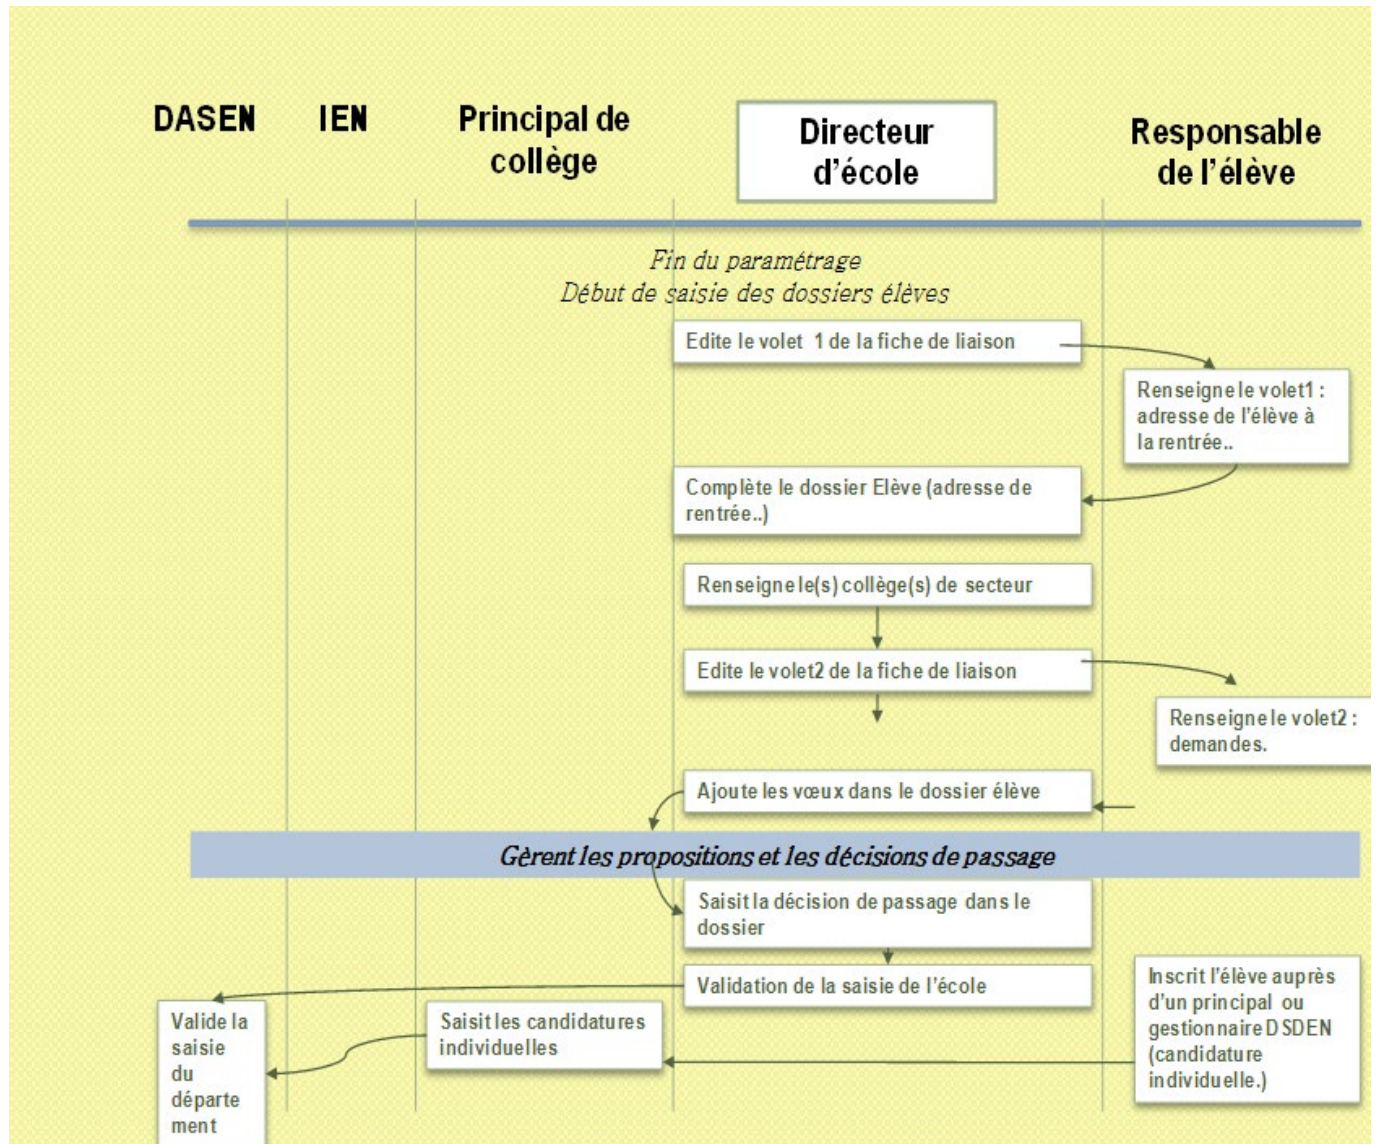 DASEN
IEN
Principal de
collège
Directeur
d'école
Responsable
de l'élève
Fin du paramétrage
Début de saisie des dossiers élèves
Edite le volet 1 de la fiche de liaison
Renseigne le volet1 :
adresse de l'élève à
la rentrée..
Complète le dossier Elève (adresse de
rentrée..)
Renseigne le(s) collège(s) de secteur
Edite le volet2 de la fiche de liaison
Renseigne le volet2 :
demandes.
Ajoute les vœux dans le dossier élève
Gèrent les propositions et les décisions de passage
Saisit la décision de passage dans le
dossier
Validation de la saisie de l'école
Inscrit l'élève auprès
d'un principal ou
gestionnaire DSDEN
(candidature
individuelle.)
Saisit les candidatures
individuelles
Valide la
saisie
du
départe
ment